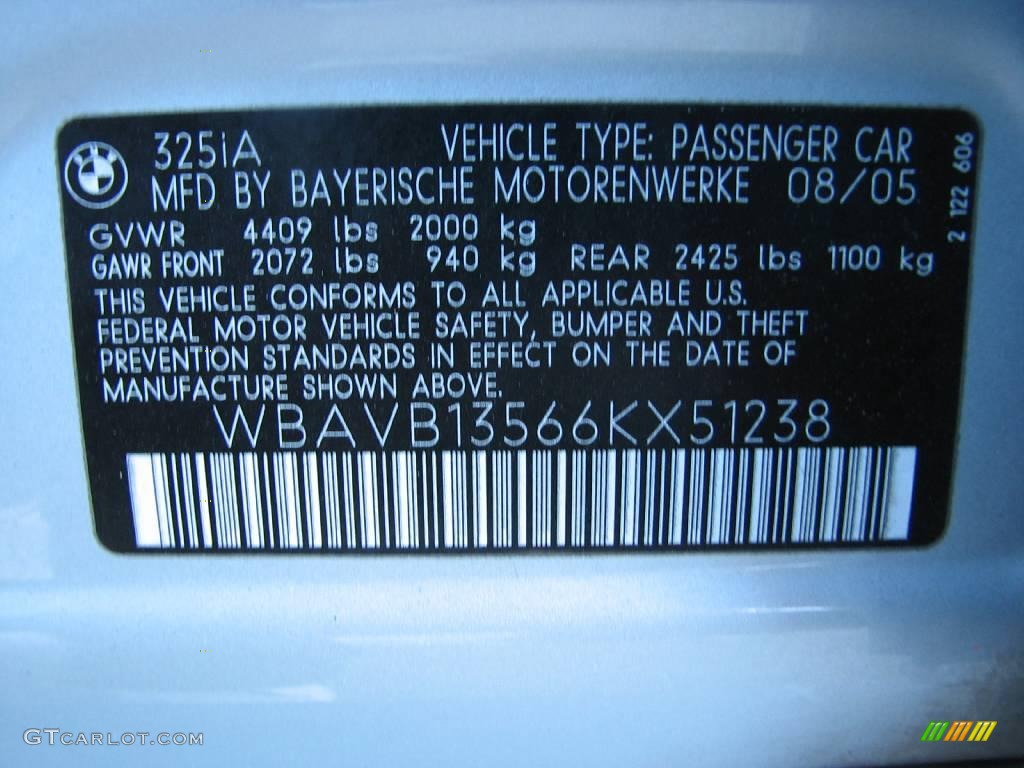 325iA VEHICLE TYPE: PASSENGER CAR
MFD BY BAYERISCHE MOTORENWERKE 08/05
GVWR 4409 lbs 2000 kg
GAWR FRONT 2072 lbs 940 kg REAR 2425 lbs 1100 kg
THIS VEHICLE CONFORMS TO ALL APPLICABLE U.S.
FEDERAL MOTOR VEHICLE SAFETY, BUMPER AND THEFT
PREVENTION STANDARDS IN EFFECT ON THE DATE OF
MANUFACTURE SHOWN ABOVE.
WBAVB13566KX51238
2 122 606
GTCARLOT.COM